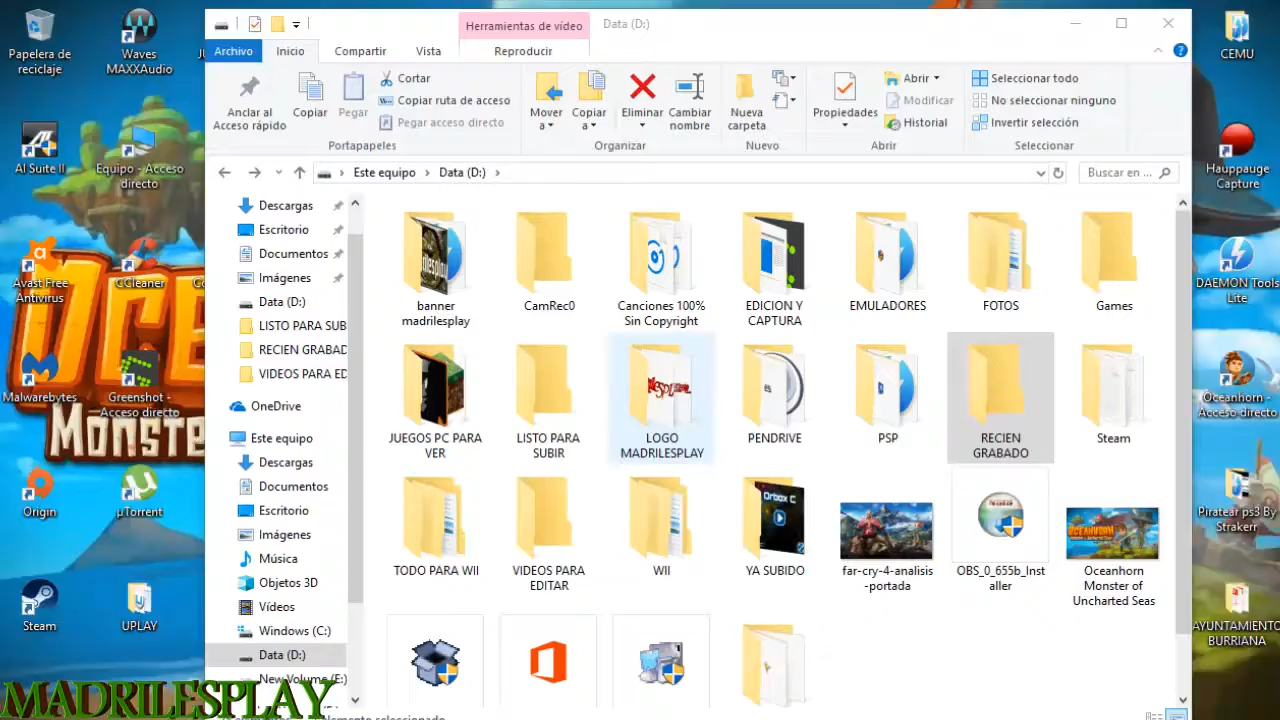 Herramientas de vídeo
Data (D:)
Archivo
Inicio
Compartir
Vista
Reproducir
Anclar al
Acceso rápido
Copiar
Pegar
Cortar
Copiar ruta de acceso
Pegar acceso directo
Portapapeles
Mover
a
Copiar
a
Eliminar
Cambiar
nombre
Organizar
Nueva
carpeta
Nuevo
Propiedades
Abrir
Modificar
Historial
Abrir
Seleccionar todo
No seleccionar ninguno
Invertir selección
Seleccionar
Este equipo
Data (D:)
Buscar en ...
Descargas
Escritorio
Documentos
Imágenes
Data (D:)
LISTO PARA SUB
RECIEN GRABAD
VIDEOS PARA ED
OneDrive
Este equipo
Descargas
Documentos
Escritorio
Imágenes
Música
Objetos 3D
Vídeos
Windows (C:)
Data (D:)
New Volume (E:)
banner
madrilesplay
CamRec0
Canciones 100%
Sin Copyright
EDICION Y
CAPTURA
EMULADORES
FOTOS
Games
JUEGOS PC PARA
VER
LISTO PARA
SUBIR
LOGO
MADRILESPLAY
PENDRIVE
PSP
RECIEN
GRABADO
Steam
TODO PARA WII
VIDEOS PARA
EDITAR
WII
Orbox C
YA SUBIDO
far-cry-4-analisis
-portada
OBS_0_655b_Inst
aller
OCEANHORN
Oceanhorn
Monster of
Uncharted Seas
Papelera de
reciclaje
Waves
MAXXAudio
AI Suite II
Equipo - Acceso
directo
Avast Free
Antivirus
CCleaner
Malwarebytes
Greenshot -
Acceso directo
Monster
Origin
µTorrent
Steam
UPLAY
CEMU
Hauppauge
Capture
DAEMON Tools
Lite
Oceanhorn -
Acceso directo
Piratear ps3 By
Strakerr
AYUNTAMIENTO
BURRIANA
MADRILESPLAY